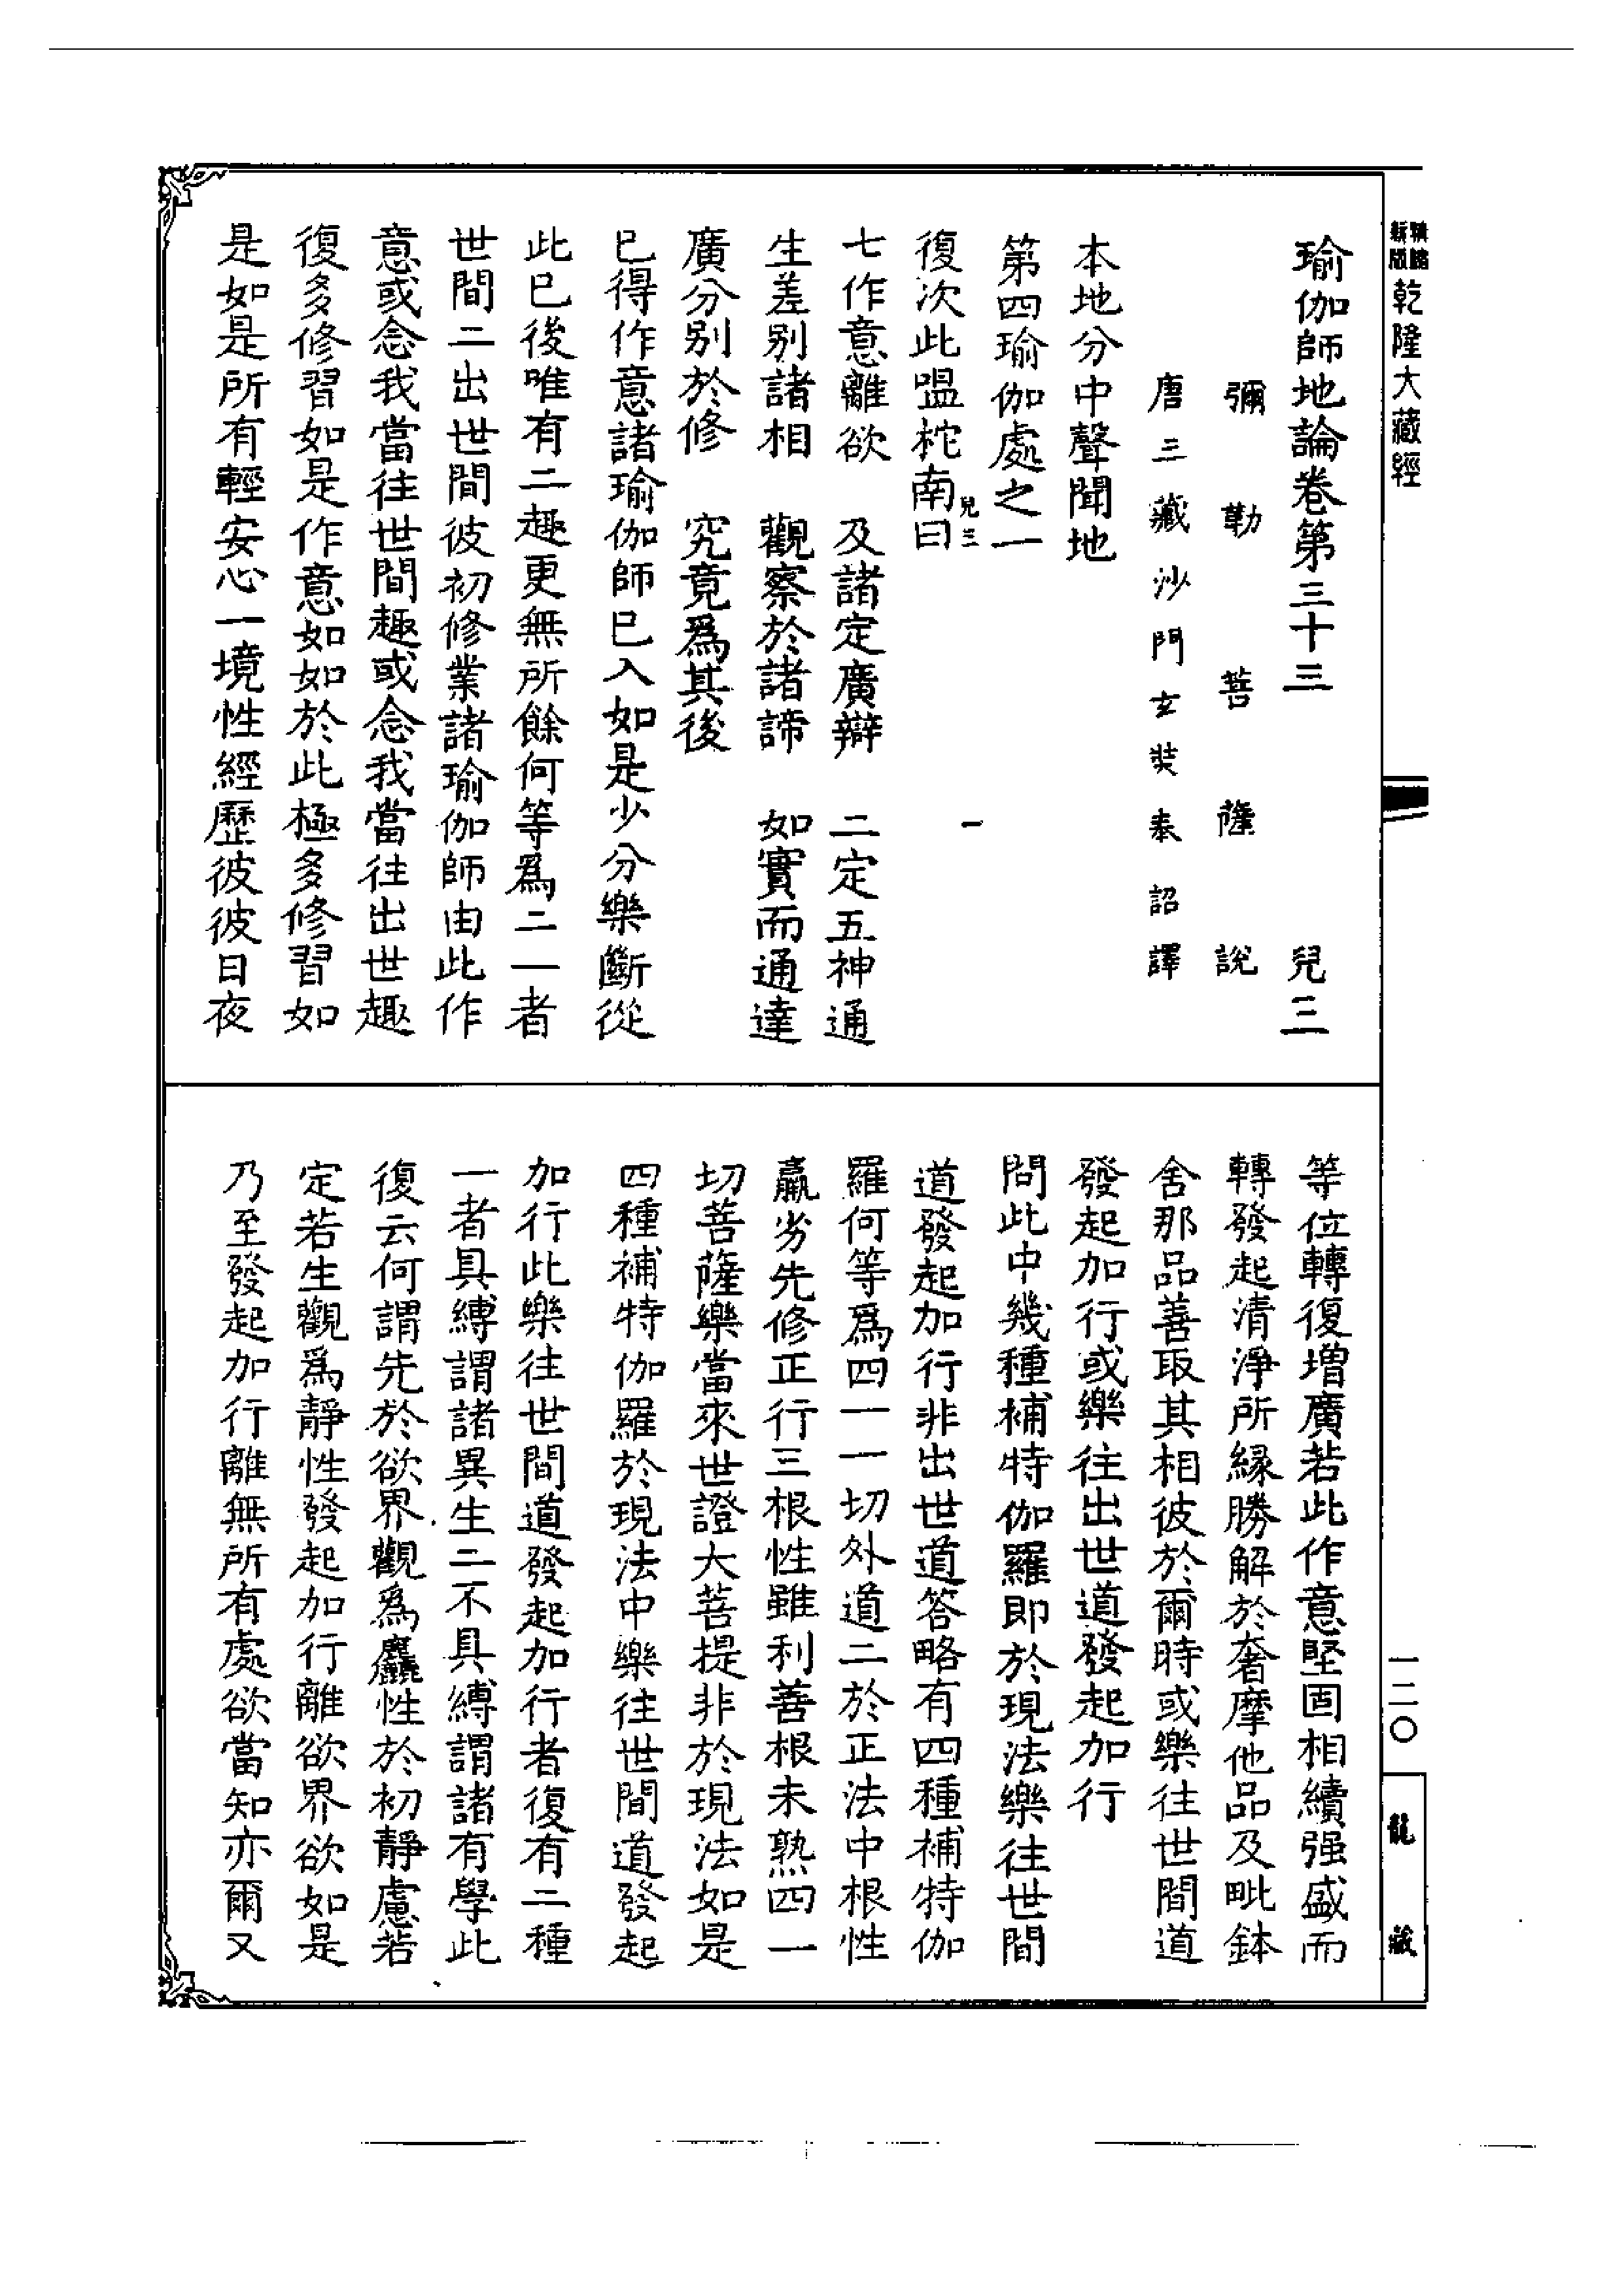 瑜伽師地論卷第三十三 兒三
彌勒菩薩說
唐三藏沙門玄奘奉詔譯
本地分中聲聞地
第四瑜伽處之一
復次此嗢柁南曰
兒三 一
七作意離欲 及諸定廣辯 二定五神通
生差别諸相 觀察於諸諦 如實而通達
廣分别於修 究竟爲其後
已得作意諸瑜伽師已入如是少分樂斷從
此已後唯有二趣更無所餘何等爲二一者
世間二出世間彼初修業諸瑜伽師由此作
意或念我當往世間趣或念我當往出世趣
復多修習如是作意如如於此極多修習如
是如是所有輕安心一境性經歷彼彼日夜
等位轉復增廣若此作意堅固相續强盛而
轉發起清淨所緣勝解於奢摩他品及毗鉢
舍那品善取其相彼於爾時或樂往世間道
發起加行或樂往出世道發起加行
問此中幾種補特伽羅即於現法樂往世間
道發起加行非出世道答略有四種補特伽
羅何等爲四一一切外道二於正法中根性
羸劣先修正行三根性雖利善根未熟四一
切菩薩樂當來世證大菩提非於現法如是
四種補特伽羅於現法中樂往世間道發起
加行此樂往世間道發起加行者復有二種
一者具縛謂諸異生二不具縛謂諸有學此
復云何謂先於欲界觀爲麤性於初靜慮若
定若生觀爲靜性發起加行離欲界欲如是
乃至發起加行離無所有處欲當知亦爾又
新版
精縮
乾隆大藏經
一二〇
龍藏